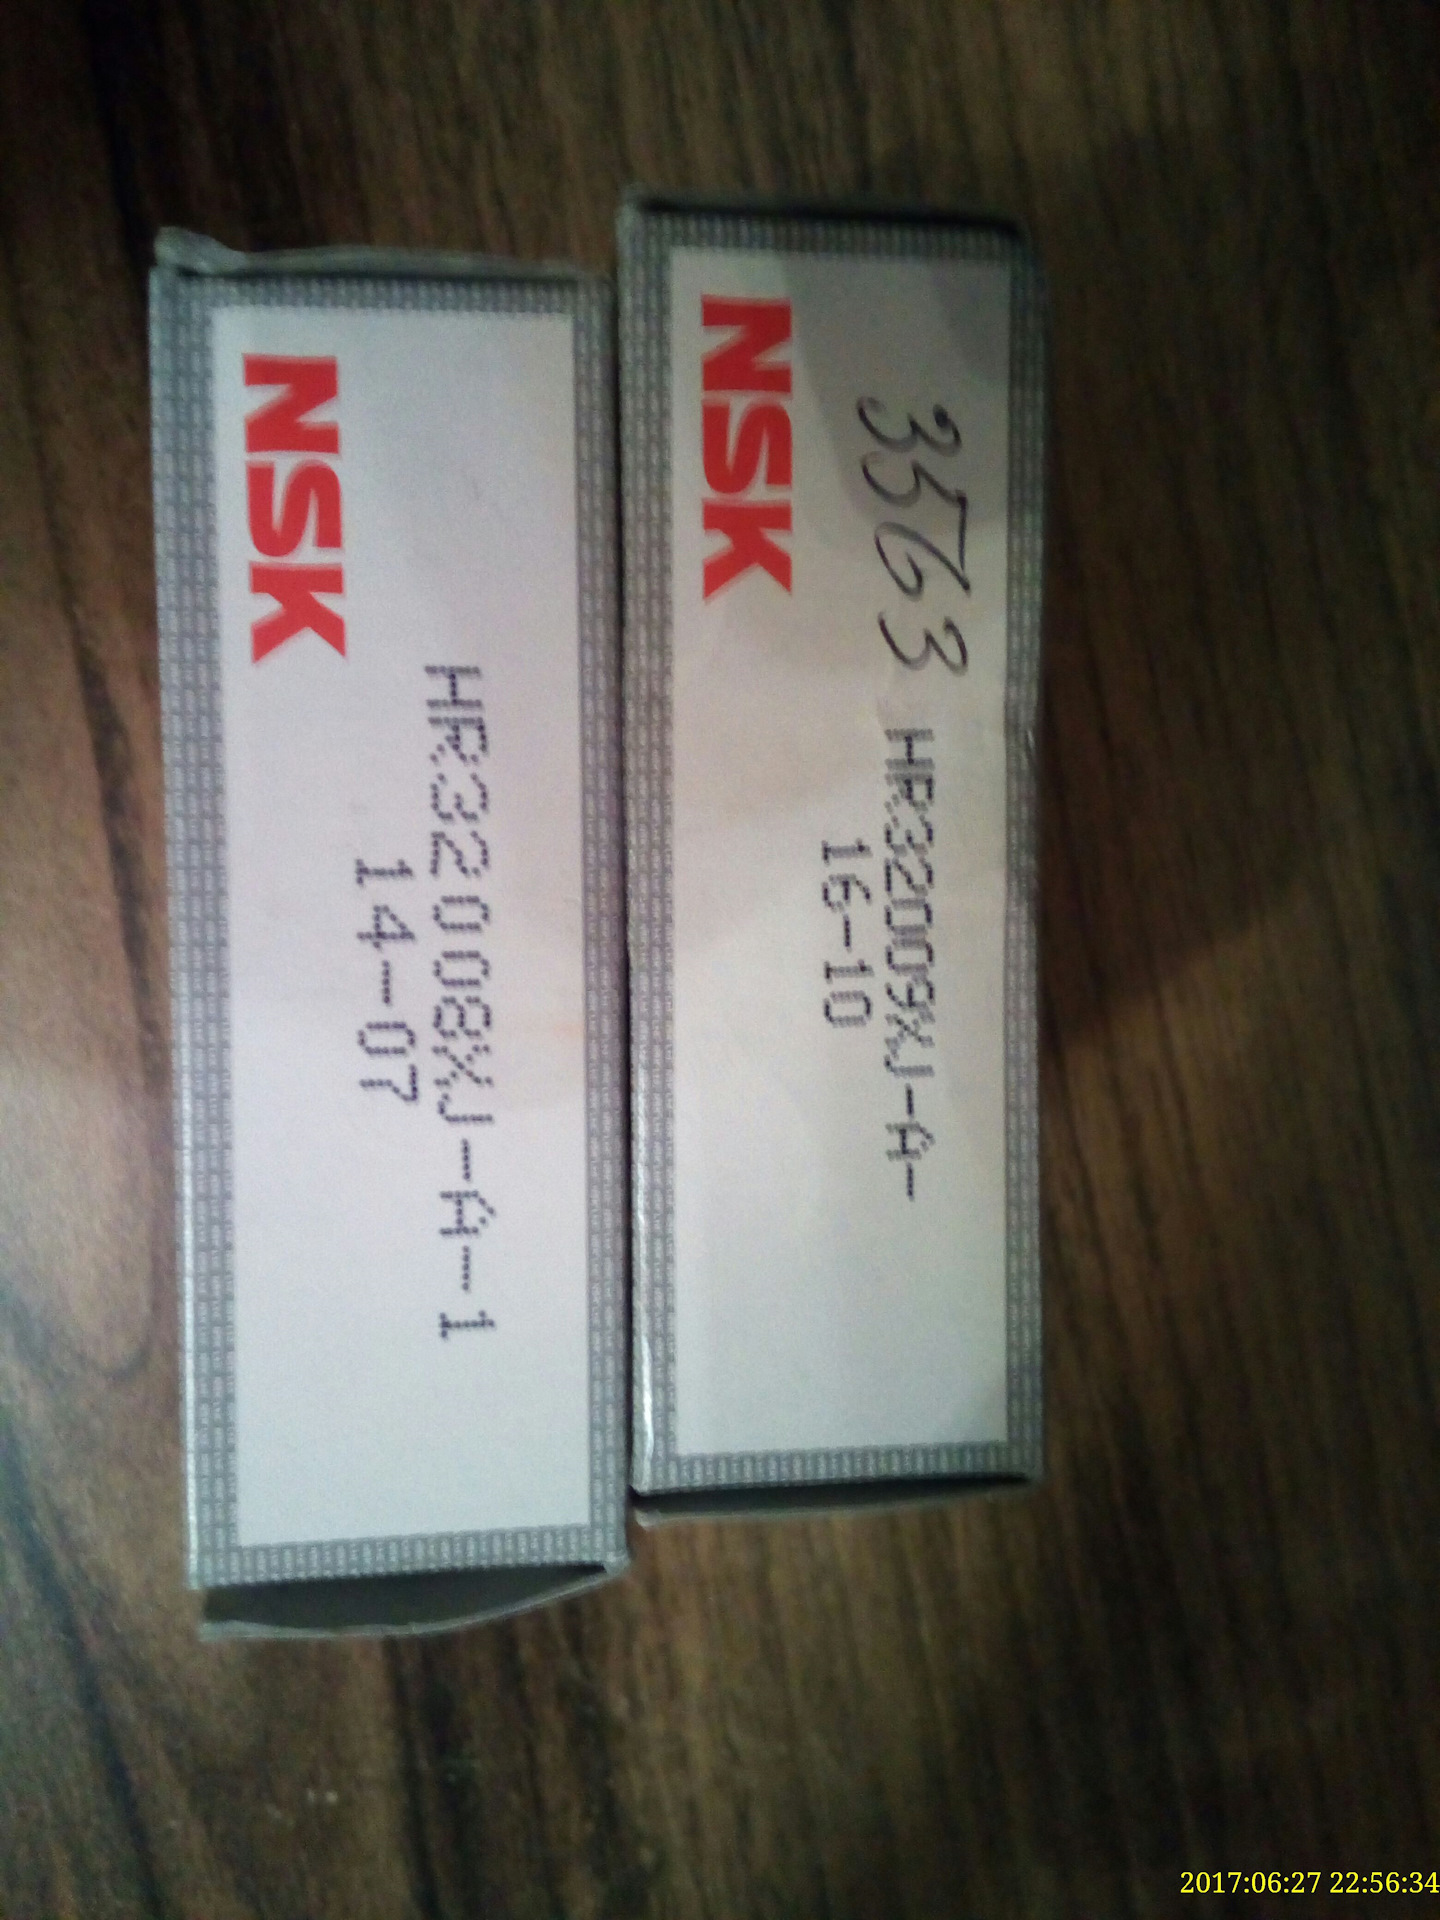 NSK
3563
HR32009XJ-A-
16-10
NSK
HR32008XJ-A-1
14-07
2017:06:27 22:56:34